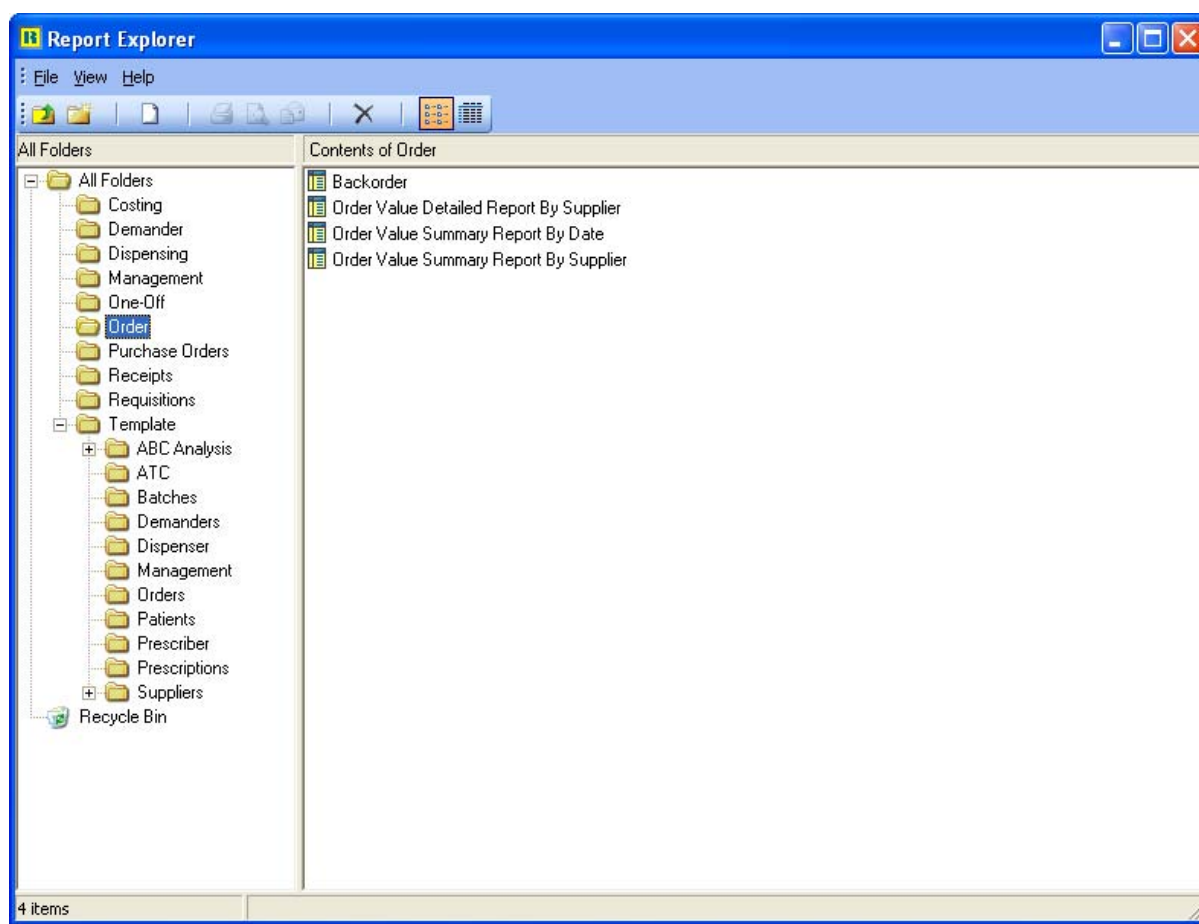 Report Explorer
File View Help
All Folders
Contents of Order
All Folders
Costing
Demander
Dispensing
Management
One-Off
Order
Purchase Orders
Receipts
Requisitions
Template
ABC Analysis
ATC
Batches
Demanders
Dispenser
Management
Orders
Patients
Prescriber
Prescriptions
Suppliers
Recycle Bin
Backorder
Order Value Detailed Report By Supplier
Order Value Summary Report By Date
Order Value Summary Report By Supplier
4 items